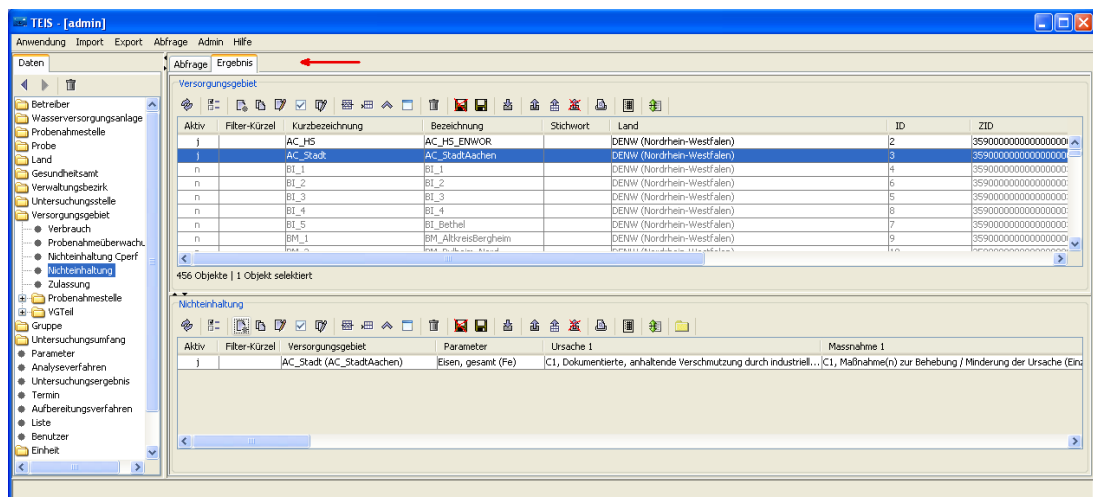 TEIS - [admin]
Anwendung Import Export Abfrage Admin Hilfe
Daten
Betreiber
Wasserversorgungsanlage
Probenahmestelle
Probe
Land
Gesundheitsamt
Verwaltungsbezirk
Untersuchungsstelle
Versorgungsgebiet
Verbrauch
Probenahmeüberwachu
Nichteinhaltung Cperf
Nichteinhaltung
Zulassung
Probenahmestelle
VGTeil
Gruppe
Untersuchungsumfang
Parameter
Analyseverfahren
Untersuchungsergebnis
Termin
Aufbereitungsverfahren
Liste
Benutzer
Einheit
Abfrage Ergebnis
Versorgungsgebiet
Aktiv Filter-Kürzel Kurzbezeichnung Bezeichnung Stichwort Land ID ZID
j AC_HS AC_HS_ENWOR DENW (Nordrhein-Westfalen) 2
j AC_Stadt AC_StadtAachen DENW (Nordrhein-Westfalen) 3
n BI_1 BI_1 DENW (Nordrhein-Westfalen) 4
n BI_2 BI_2 DENW (Nordrhein-Westfalen) 6
n BI_3 BI_3 DENW (Nordrhein-Westfalen) 5
n BI_4 BI_4 DENW (Nordrhein-Westfalen) 8
n BI_5 BI_Bethel DENW (Nordrhein-Westfalen) 7
n BM_1 BM_AltkreisBergheim DENW (Nordrhein-Westfalen) 9
456 Objekte | 1 Objekt selektiert
Nichteinhaltung
Aktiv Filter-Kürzel Versorgungsgebiet Parameter Ursache 1 Massnahme 1
j AC_Stadt (AC_StadtAachen) Eisen, gesamt (Fe) C1, Dokumentierte, anhaltende Verschmutzung durch industriell... C1, Maßnahme(n) zur Behebung / Minderung der Ursache (Einz